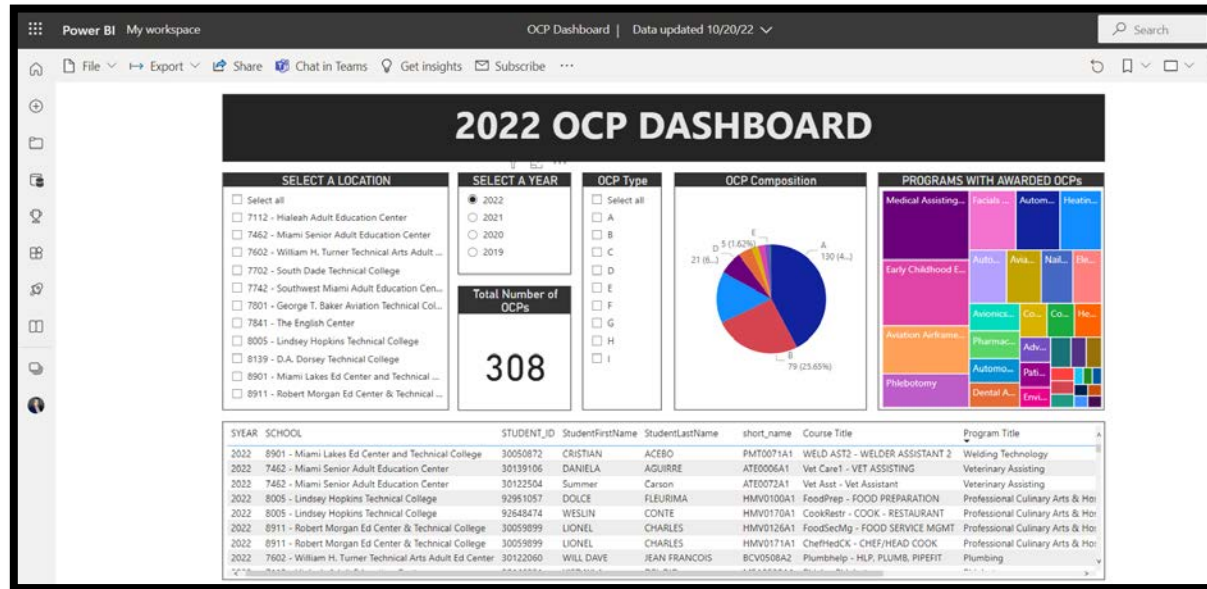 Power BI My workspace OCP Dashboard | Data updated 10/20/22 Search
File Export Share Chat in Teams Get insights Subscribe ...
2022 OCP DASHBOARD
SELECT A LOCATION
Select all
7112 - Hialeah Adult Education Center
7462 - Miami Senior Adult Education Center
7602 - William H. Turner Technical Arts Adult ...
7702 - South Dade Technical College
7742 - Southwest Miami Adult Education Cen...
7801 - George T. Baker Aviation Technical Col...
7841 - The English Center
8005 - Lindsey Hopkins Technical College
8139 - D.A. Dorsey Technical College
8901 - Miami Lakes Ed Center and Technical ...
8911 - Robert Morgan Ed Center & Technical ...
SELECT A YEAR
2022
2021
2020
2019
Total Number of
OCPs
308
OCP Type
Select all
A
B
C
D
E
F
G
H
I
OCP Composition
E
5 (1.62%)
D
21 (6...)
A
130 (4...)
B
79 (25.65%)
PROGRAMS WITH AWARDED OCPs
Medical Assisting...
Early Childhood E...
Aviation Airframe...
Phlebotomy
Facials ...
Autom...
Heatin...
Auto...
Avia...
Nail...
Ele...
Avionics...
Co...
Co...
He...
Pharmac...
Adv...
Automo...
Pati...
Dental A...
Envi...
SYEAR SCHOOL STUDENT_ID StudentFirstName StudentLastName short_name Course Title Program Title
2022 8901 - Miami Lakes Ed Center and Technical College 30050872 CRISTIAN ACEBO PMT0071A1 WELD AST2 - WELDER ASSISTANT 2 Welding Technology
2022 7462 - Miami Senior Adult Education Center 30139106 DANIELA AGUIRRE ATE0006A1 Vet Care1 - VET ASSISTING Veterinary Assisting
2022 7462 - Miami Senior Adult Education Center 30122504 Summer Carson ATE0072A1 Vet Asst - Vet Assistant Veterinary Assisting
2022 8005 - Lindsey Hopkins Technical College 92951057 DOLCE FLEURIMA HMV0100A1 FoodPrep - FOOD PREPARATION Professional Culinary Arts & Hos
2022 8005 - Lindsey Hopkins Technical College 92648474 WESLIN CONTE HMV0170A1 CookRestr - COOK - RESTAURANT Professional Culinary Arts & Hos
2022 8911 - Robert Morgan Ed Center & Technical College 30059899 LIONEL CHARLES HMV0126A1 FoodSecMg - FOOD SERVICE MGMT Professional Culinary Arts & Hos
2022 8911 - Robert Morgan Ed Center & Technical College 30059899 LIONEL CHARLES HMV0171A1 ChefHedCK - CHEF/HEAD COOK Professional Culinary Arts & Hos
2022 7602 - William H. Turner Technical Arts Adult Ed Center 30122060 WILL DAVE JEAN FRANCOIS BCV0508A2 Plumbhelp - HLP, PLUMB, PIPEFIT Plumbing